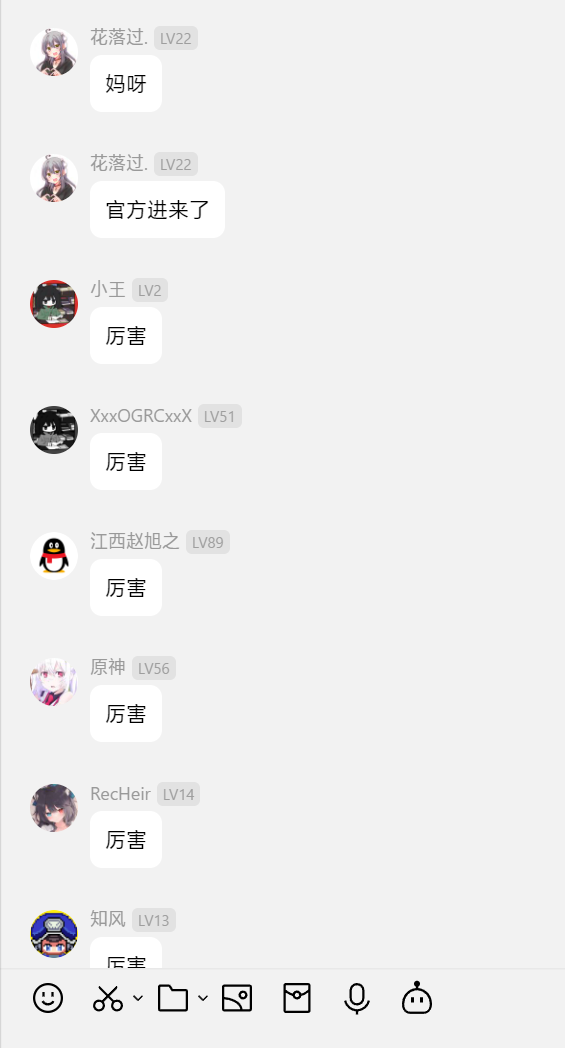 花落过. LV22
妈呀
花落过. LV22
官方进来了
小王 LV2
厉害
XxxOGRCxxX LV51
厉害
江西赵旭之 LV89
厉害
原神 LV56
厉害
RecHeir LV14
厉害
知风 LV13
厉害